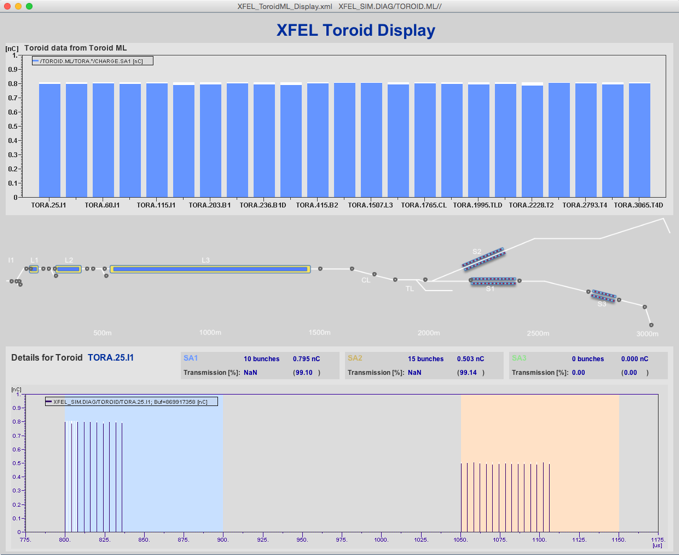 XFEL_ToroidML_Display.xml XFEL_SIM.DIAG/TOROID.ML//
XFEL Toroid Display
[nC] Toroid data from Toroid ML
/TOROID.ML/TORA.*/CHARGE.SA1 [nC]
1.
0.9
0.8
0.7
0.6
0.5
0.4
0.3
0.2
0.1
0
TORA.25.I1 TORA.60.I1 TORA.115.I1 TORA.203.B1 TORA.236.B1D TORA.415.B2 TORA.1507.L3 TORA.1765.CL TORA.1995.TLD TORA.2228.T2 TORA.2793.T4 TORA.3065.T4D
S2
I1 L1 L2 L3
CL TL S1
500m 1000m 1500m 2000m 2500m 3000m
Details for Toroid TORA.25.I1
SA1 10 bunches 0.795 nC
Transmission [%]: NaN (99.10 )
SA2 15 bunches 0.503 nC
Transmission [%]: NaN (99.14 )
SA3 0 bunches 0.000 nC
Transmission [%]: 0.00 (0.00 )
[nC]
XFEL_SIM.DIAG/TOROID/TORA.25.I1; Buf=869917358 [nC]
1.
0.9
0.8
0.7
0.6
0.5
0.4
0.3
0.2
0.1
0
775. 800. 825. 850. 875. 900. 925. 950. 975. 1000. 1025. 1050. 1075. 1100. 1125. 1150. 1175.
[us]